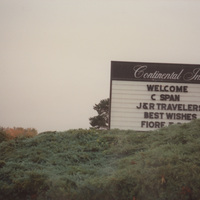 Continental
WELCOME
C SPAN
J&R TRAVELERS
BEST WISHES
FIORE